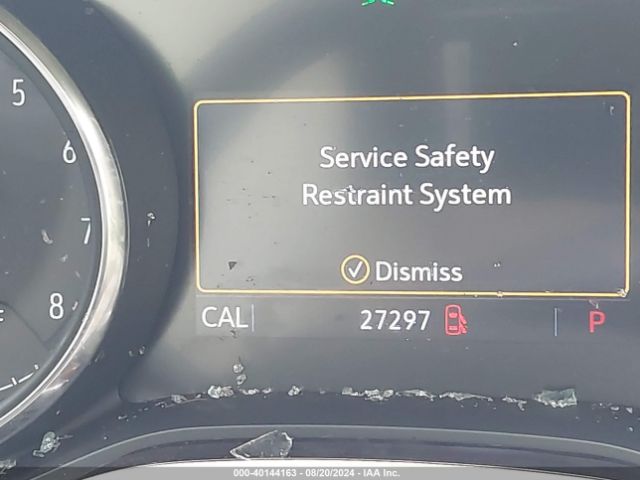 5
6
7
8
Service Safety
Restraint System
Dismiss
CAL 27297 P
000-40144163 - 08/20/2024 - IAA Inc.